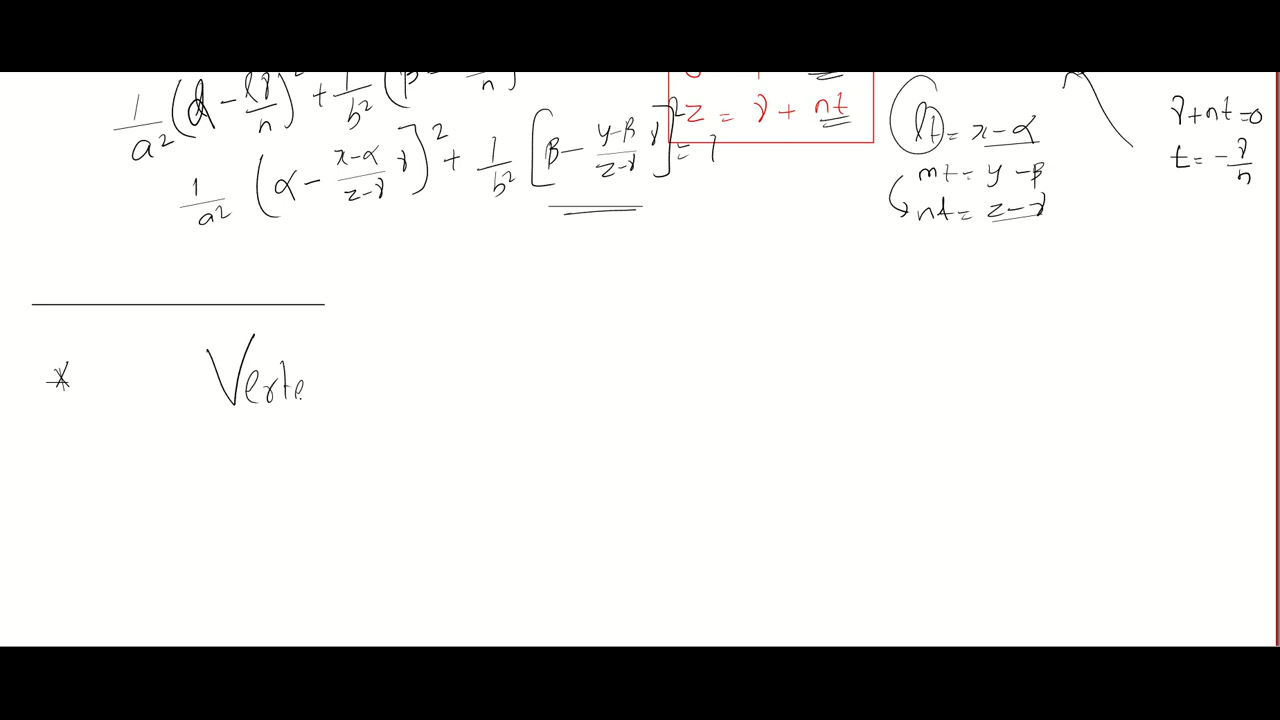 1/a² (α - lγ/n)² + 1/b² (β -
1/a² (α - x-α/z-γ γ]² + 1/b² [β - y-β/z-γ γ]² = 1
z = γ + nt
lt = x-α
mt = y-β
nt = z-γ
γ+nt=0
t = -γ/n
* Verte